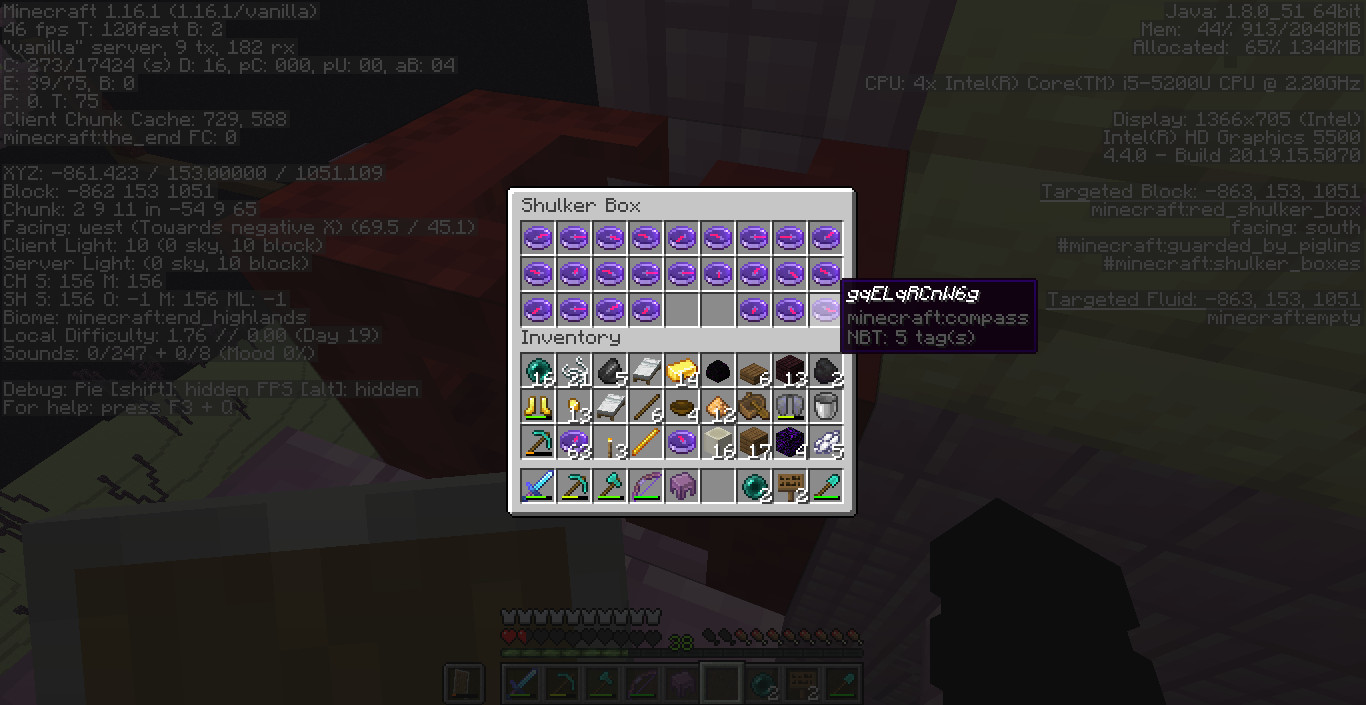 Minecraft 1.16.1 (1.16.1/vanilla)
46 fps T: 120fast B: 2
"vanilla" server, 9 tx, 182 rx
C: 273/17424 (s) D: 16, pC: 000, pU: 00, aB: 04
E: 39/75, B: 0
P: 0. T: 75
Client Chunk Cache: 729, 588
minecraft:the_end FC: 0
XYZ: -861.423 / 153.00000 / 1051.109
Block: -862 153 1051
Chunk: 2 9 11 in -54 9 65
Facing: west (Towards negative X) (69.5 / 45.1)
Client Light: 10 (0 sky, 10 block)
Server Light: (0 sky, 10 block)
CH S: 156 M: 156
SH S: 156 O: -1 M: 156 ML: -1
Biome: minecraft:end_highlands
Local Difficulty: 1.76 // 0.00 (Day 19)
Sounds: 0/247 + 0/8 (Mood 0%)
Debug: Pie [shift]: hidden FPS [alt]: hidden
For help: press F3 + Q
Java: 1.8.0_51 64bit
Mem: 44% 913/2048MB
Allocated: 65% 1344MB
CPU: 4x Intel(R) Core(TM) i5-5200U CPU @ 2.20GHz
Display: 1366x705 (Intel)
Intel(R) HD Graphics 5500
4.4.0 - Build 20.19.15.5070
Targeted Block: -863, 153, 1051
minecraft:red_shulker_box
facing: south
#minecraft:guarded_by_piglins
#minecraft:shulker_boxes
Targeted Fluid: -863, 153, 1051
minecraft:empty
Shulker Box
gqELqRCnW6g
minecraft:compass
NBT: 5 tag(s)
Inventory
16 21 5 14 6 13 2
13 6 4 12
63 3 16 17 4 5
2 2
38
2 2